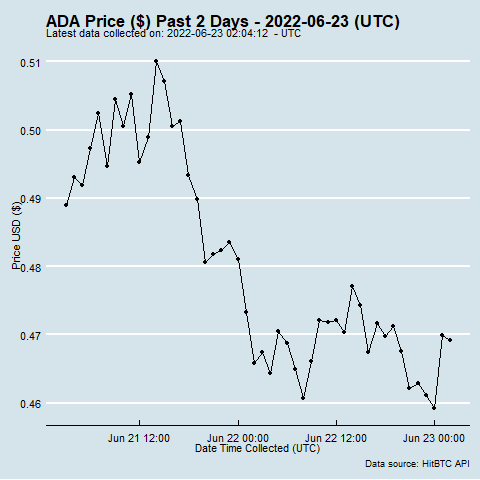 ADA Price ($) Past 2 Days - 2022-06-23 (UTC)
Latest data collected on: 2022-06-23 02:04:12 - UTC
0.51
0.50
0.49
0.48
0.47
0.46
Price USD ($)
Jun 21 12:00
Jun 22 00:00
Jun 22 12:00
Jun 23 00:00
Date Time Collected (UTC)
Data source: HitBTC API